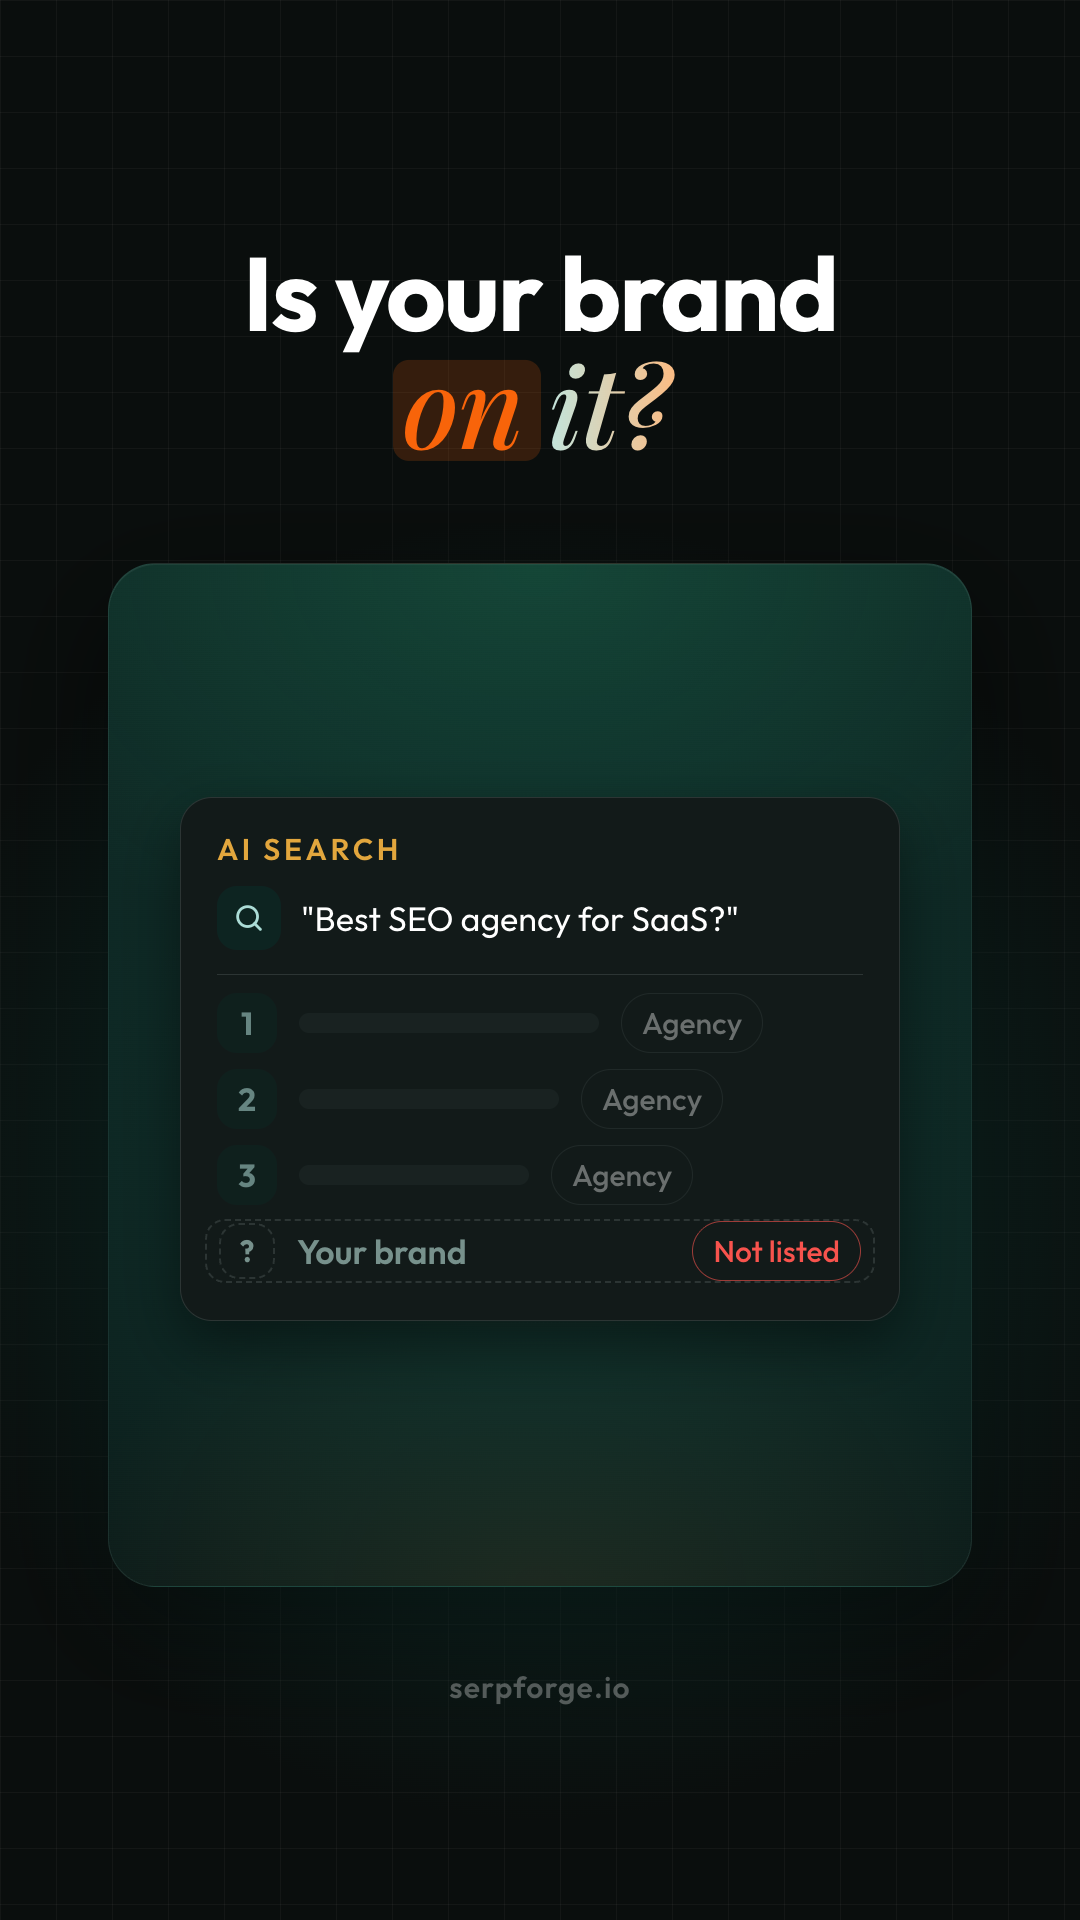 Is your brand
on it?
AI SEARCH
"Best SEO agency for SaaS?"
1 Agency
2 Agency
3 Agency
? Your brand Not listed
serpforge.io